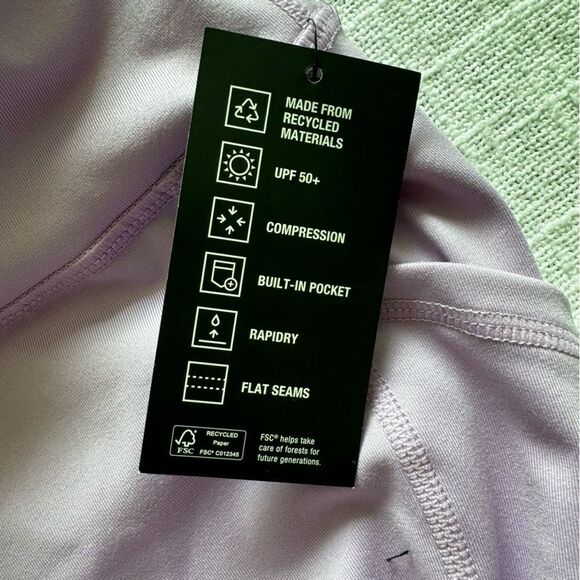 MADE FROM
RECYCLED
MATERIALS
UPF 50+
COMPRESSION
BUILT-IN POCKET
RAPIDRY
FLAT SEAMS
FSC
RECYCLED
Paper
FSC® C012345
FSC® helps take
care of forests for
future generations.